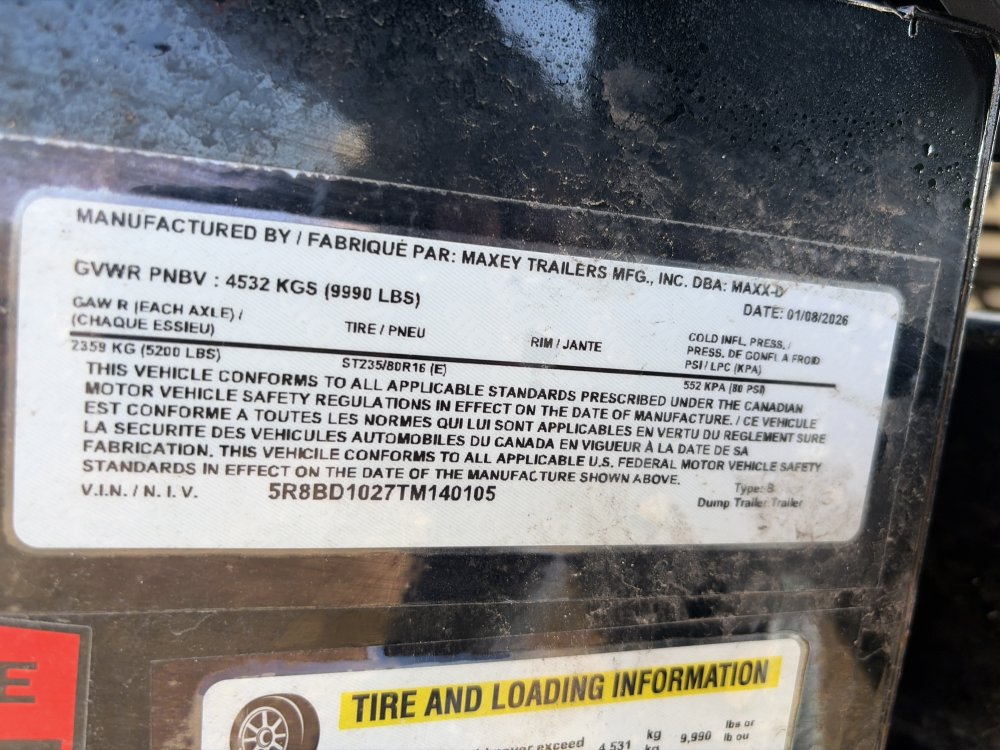 MANUFACTURED BY / FABRIQUÉ PAR: MAXEY TRAILERS MFG., INC. DBA: MAXX-D
GVWR PNBV : 4532 KGS (9990 LBS)
DATE: 01/08/2026
GAW R (EACH AXLE) /
(CHAQUE ESSIEU)
TIRE / PNEU
RIM / JANTE
COLD INFL. PRESS. /
PRESS. DE GONFL A FROID
PSI / LPC (KPA)
2359 KG (5200 LBS)
ST235/80R16 (E)
552 KPA (80 PSI)
THIS VEHICLE CONFORMS TO ALL APPLICABLE STANDARDS PRESCRIBED UNDER THE CANADIAN
MOTOR VEHICLE SAFETY REGULATIONS IN EFFECT ON THE DATE OF MANUFACTURE. / CE VEHICULE
EST CONFORME A TOUTES LES NORMES QUI LUI SONT APPLICABLES EN VERTU DU REGLEMENT SURE
LA SECURITE DES VEHICULES AUTOMOBILES DU CANADA EN VIGUEUR À LA DATE DE SA
FABRICATION. THIS VEHICILE CONFORMS TO ALL APPLICABLE U.S. FEDERAL MOTOR VEHICLE SAFETY
STANDARDS IN EFFECT ON THE DATE OF THE MANUFACTURE SHOWN ABOVE.
V.I.N. / N. I. V.
5R8BD1027TM140105
Type: B
Dump Trailer Trailer
E
TIRE AND LOADING INFORMATION
exceed 4,531 kg 9,990 lbs or
lb ou